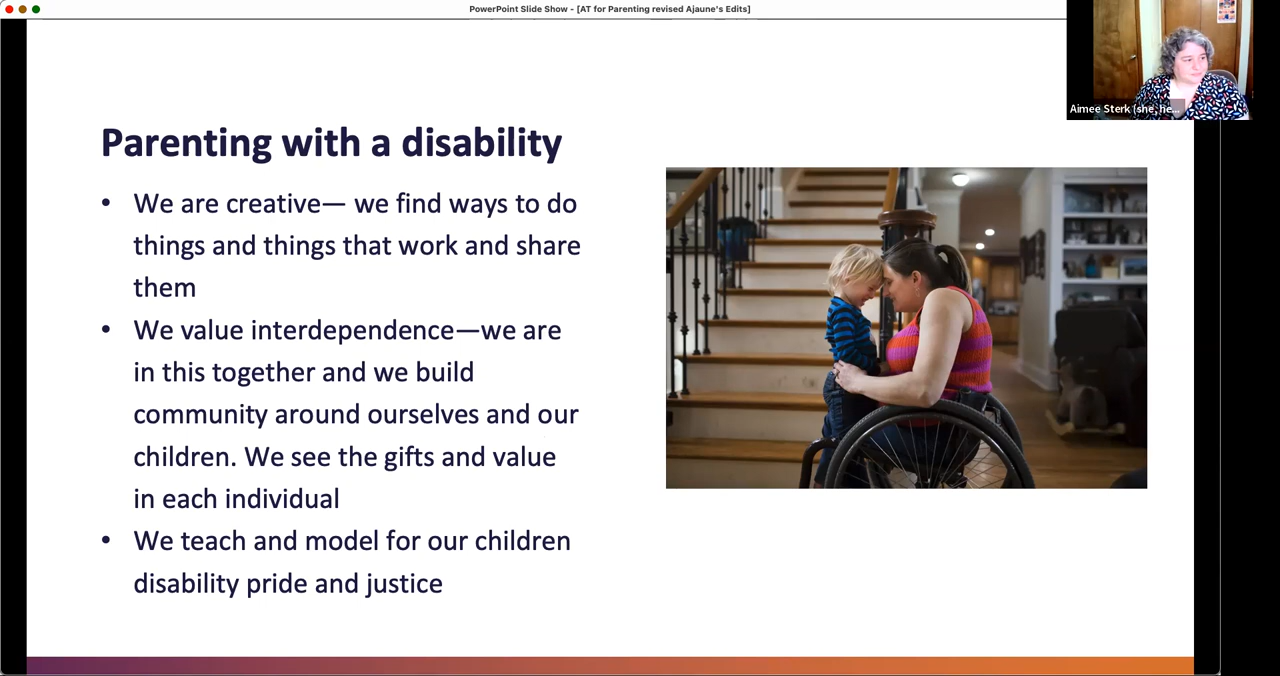 PowerPoint Slide Show - [AT for Parenting revised Ajaune's Edits]
Aimee Sterk (she, he...
Parenting with a disability
• We are creative— we find ways to do
things and things that work and share
them
• We value interdependence—we are
in this together and we build
community around ourselves and our
children. We see the gifts and value
in each individual
• We teach and model for our children
disability pride and justice